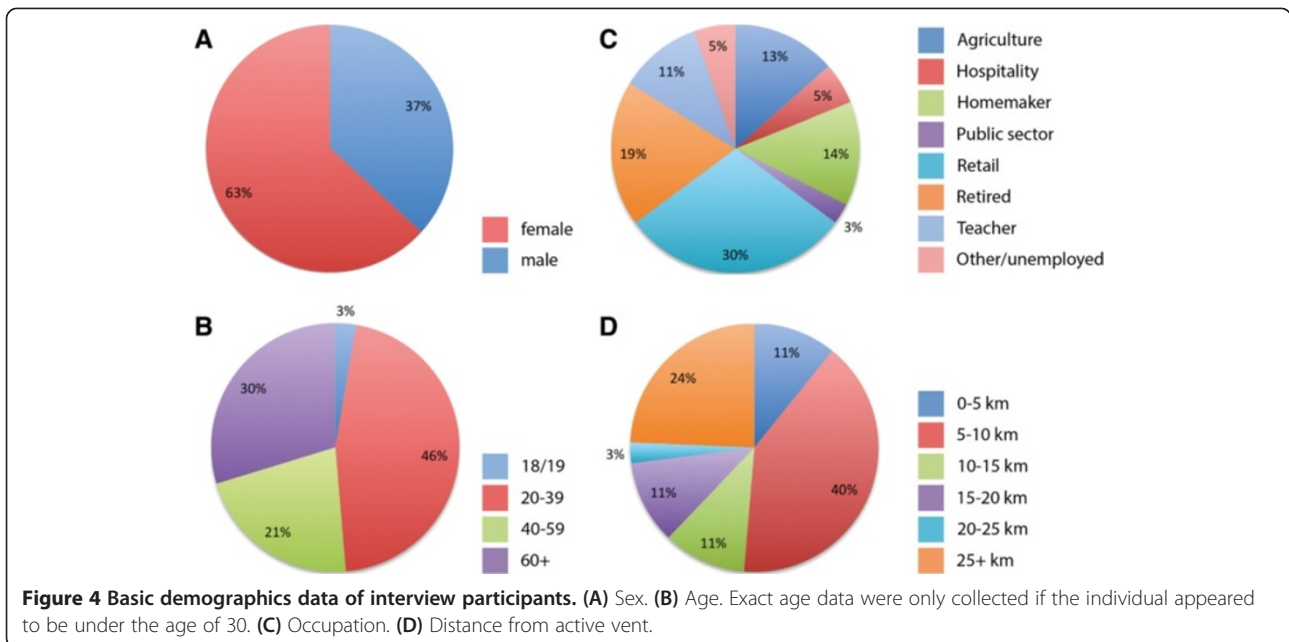 A
37%
63%
female
male
C
5%
13%
11%
5%
19%
14%
3%
30%
Agriculture
Hospitality
Homemaker
Public sector
Retail
Retired
Teacher
Other/unemployed
B
3%
30%
46%
21%
18/19
20-39
40-59
60+
D
11%
24%
3%
40%
11%
11%
0-5 km
5-10 km
10-15 km
15-20 km
20-25 km
25+ km
Figure 4 Basic demographics data of interview participants. (A) Sex. (B) Age. Exact age data were only collected if the individual appeared
to be under the age of 30. (C) Occupation. (D) Distance from active vent.